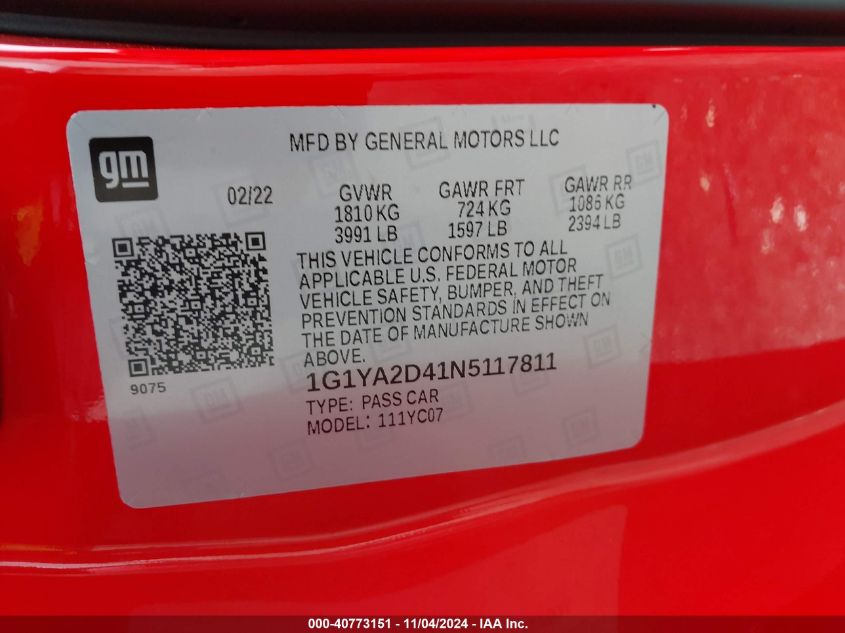 MFD BY GENERAL MOTORS LLC
gm
02/22
GVWR GAWR FRT GAWR RR
1810 KG 724 KG 1086 KG
3991 LB 1597 LB 2394 LB
THIS VEHICLE CONFORMS TO ALL
APPLICABLE U.S. FEDERAL MOTOR
VEHICLE SAFETY, BUMPER, AND THEFT
PREVENTION STANDARDS IN EFFECT ON
THE DATE OF MANUFACTURE SHOWN
ABOVE.
9075
1G1YA2D41N5117811
TYPE: PASS CAR
MODEL: 111YC07
000-40773151 - 11/04/2024 - IAA Inc.